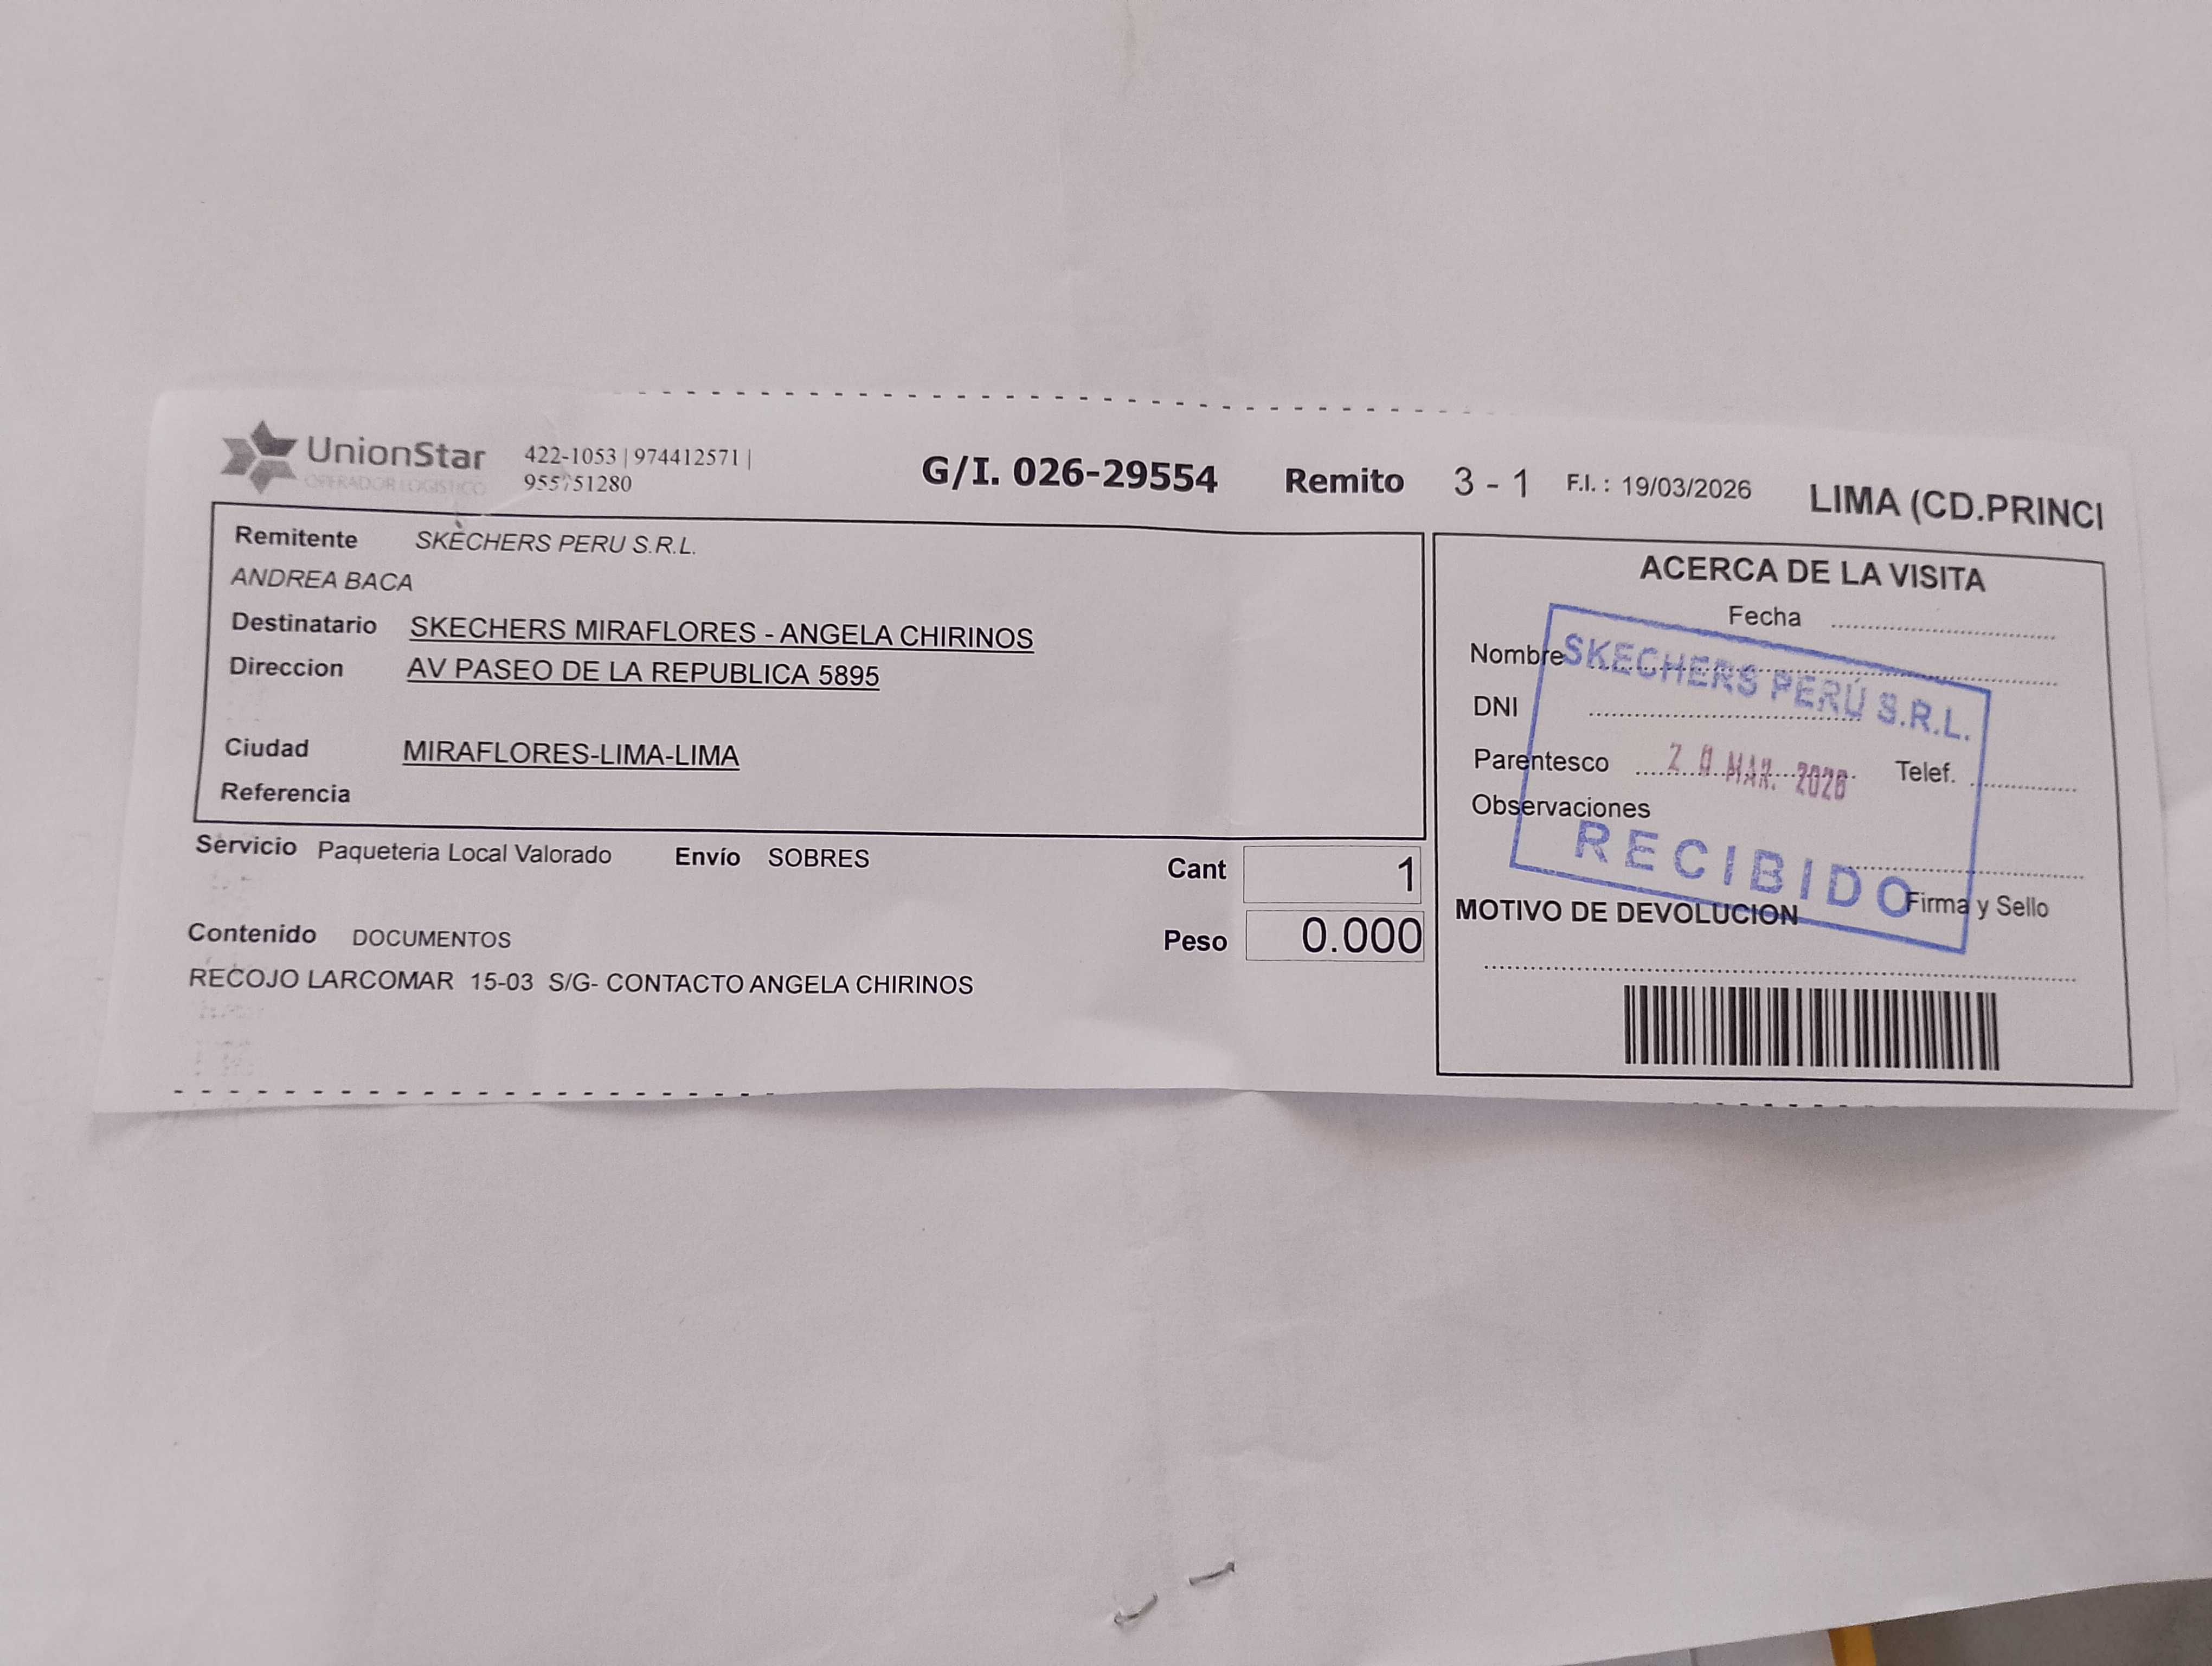 UnionStar
OPERADOR LOGISTICO
422-1053 | 974412571 |
955751280
G/I. 026-29554 Remito 3 - 1 F.I. : 19/03/2026 LIMA (CD.PRINCI
Remitente SKECHERS PERU S.R.L.
ANDREA BACA
Destinatario SKECHERS MIRAFLORES - ANGELA CHIRINOS
Direccion AV PASEO DE LA REPUBLICA 5895
Ciudad MIRAFLORES-LIMA-LIMA
Referencia
Servicio Paqueteria Local Valorado Envío SOBRES
Cant 1
Contenido DOCUMENTOS
Peso 0.000
RECOJO LARCOMAR 15-03 S/G- CONTACTO ANGELA CHIRINOS
ACERCA DE LA VISITA
Fecha
Nombre
DNI
Parentesco Telef.
Observaciones
Firma y Sello
MOTIVO DE DEVOLUCION
SKECHERS PERÚ S.R.L.
20 MAR. 2026
RECIBIDO